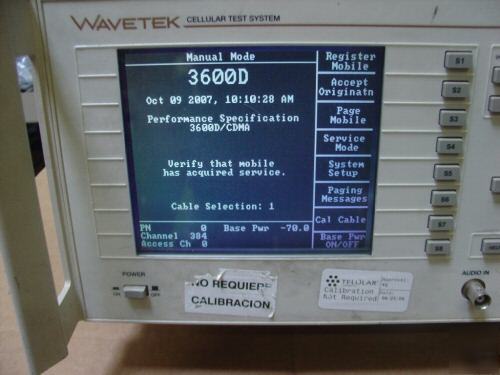 WAVETEK CELLULAR TEST SYSTEM
Manual Mode
3600D
Oct 09 2007, 10:10:28 AM
Performance Specification
3600D/CDMA
Verify that mobile
has acquired service.
Cable Selection: 1
PN 0 Base Pwr -70.0
Channel 384
Access Ch 0
Register
Mobile
Accept
Originatn
Page
Mobile
Service
Mode
System
Setup
Paging
Messages
Cal Cable
Base Pwr
ON/OFF
S1
S2
S3
S4
S5
S6
S7
S8
POWER
ON OFF
NO REQUIERE
CALIBRACION
TELULAR
Calibration
Not Required
AUDIO IN